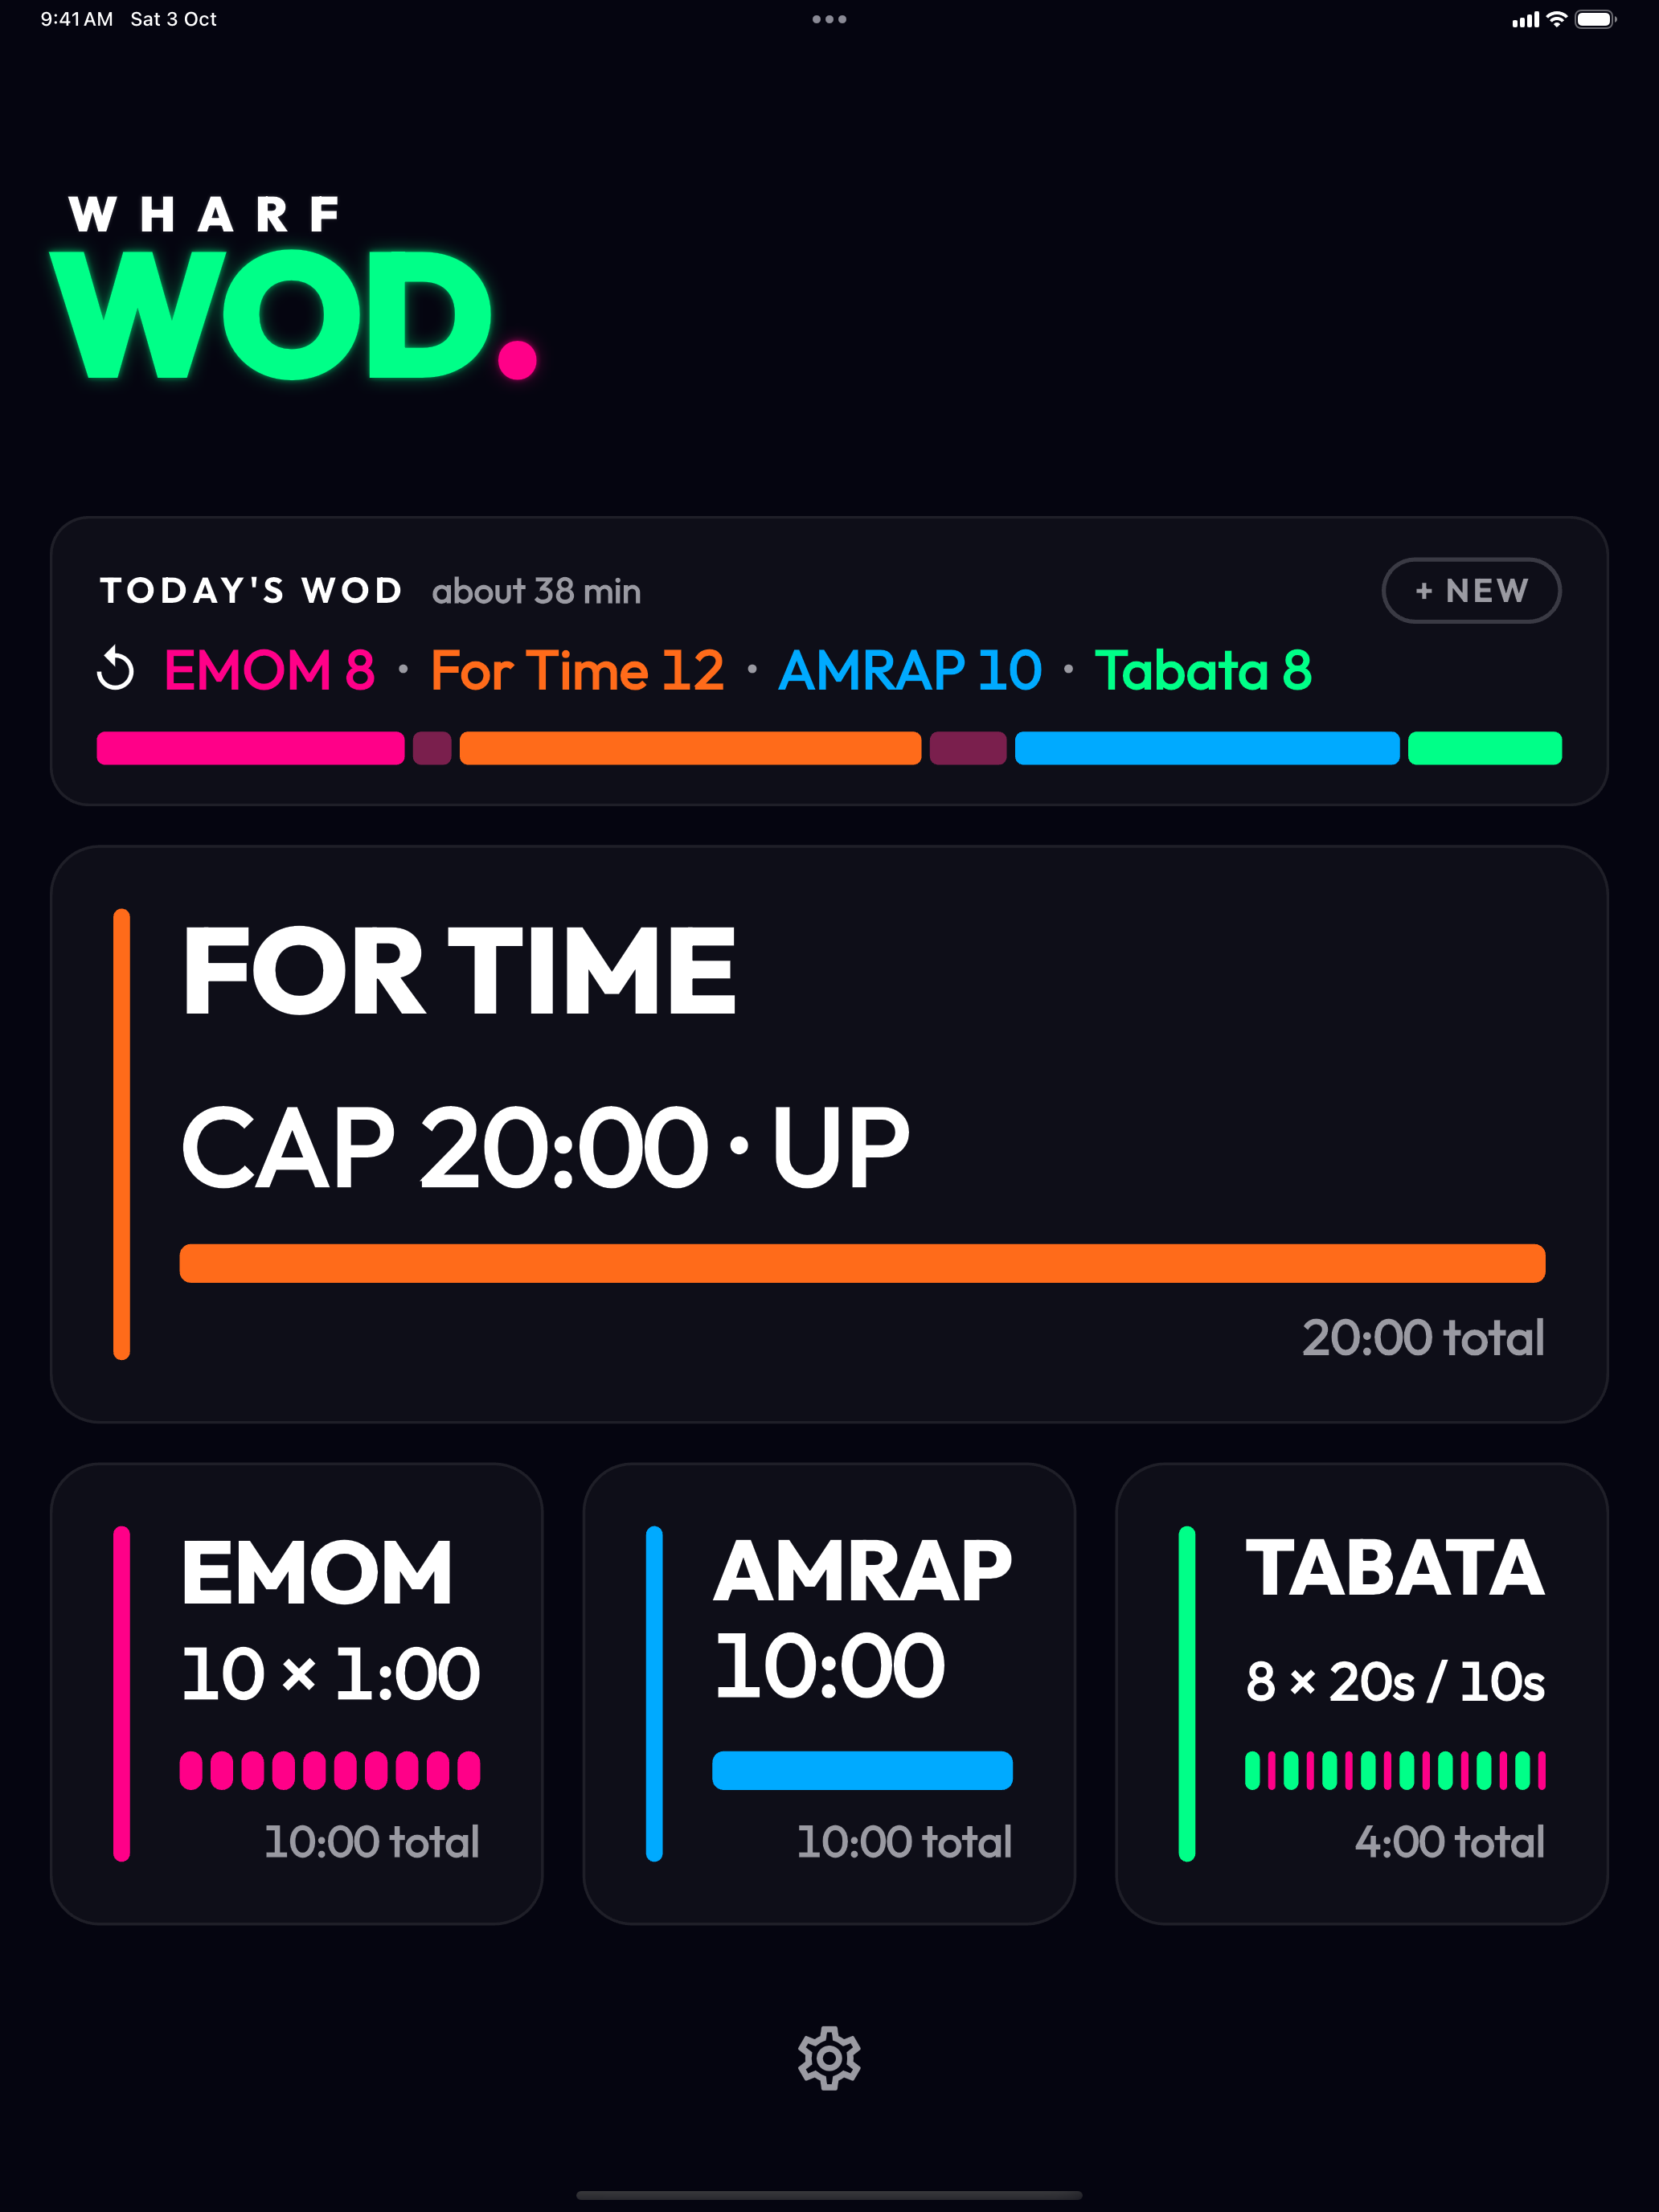 9:41 AM Sat 3 Oct
WHARF
WOD.
TODAY'S WOD about 38 min
+ NEW
EMOM 8 · For Time 12 · AMRAP 10 · Tabata 8
FOR TIME
CAP 20:00 · UP
20:00 total
EMOM
10 × 1:00
10:00 total
AMRAP
10:00
10:00 total
TABATA
8 × 20s / 10s
4:00 total